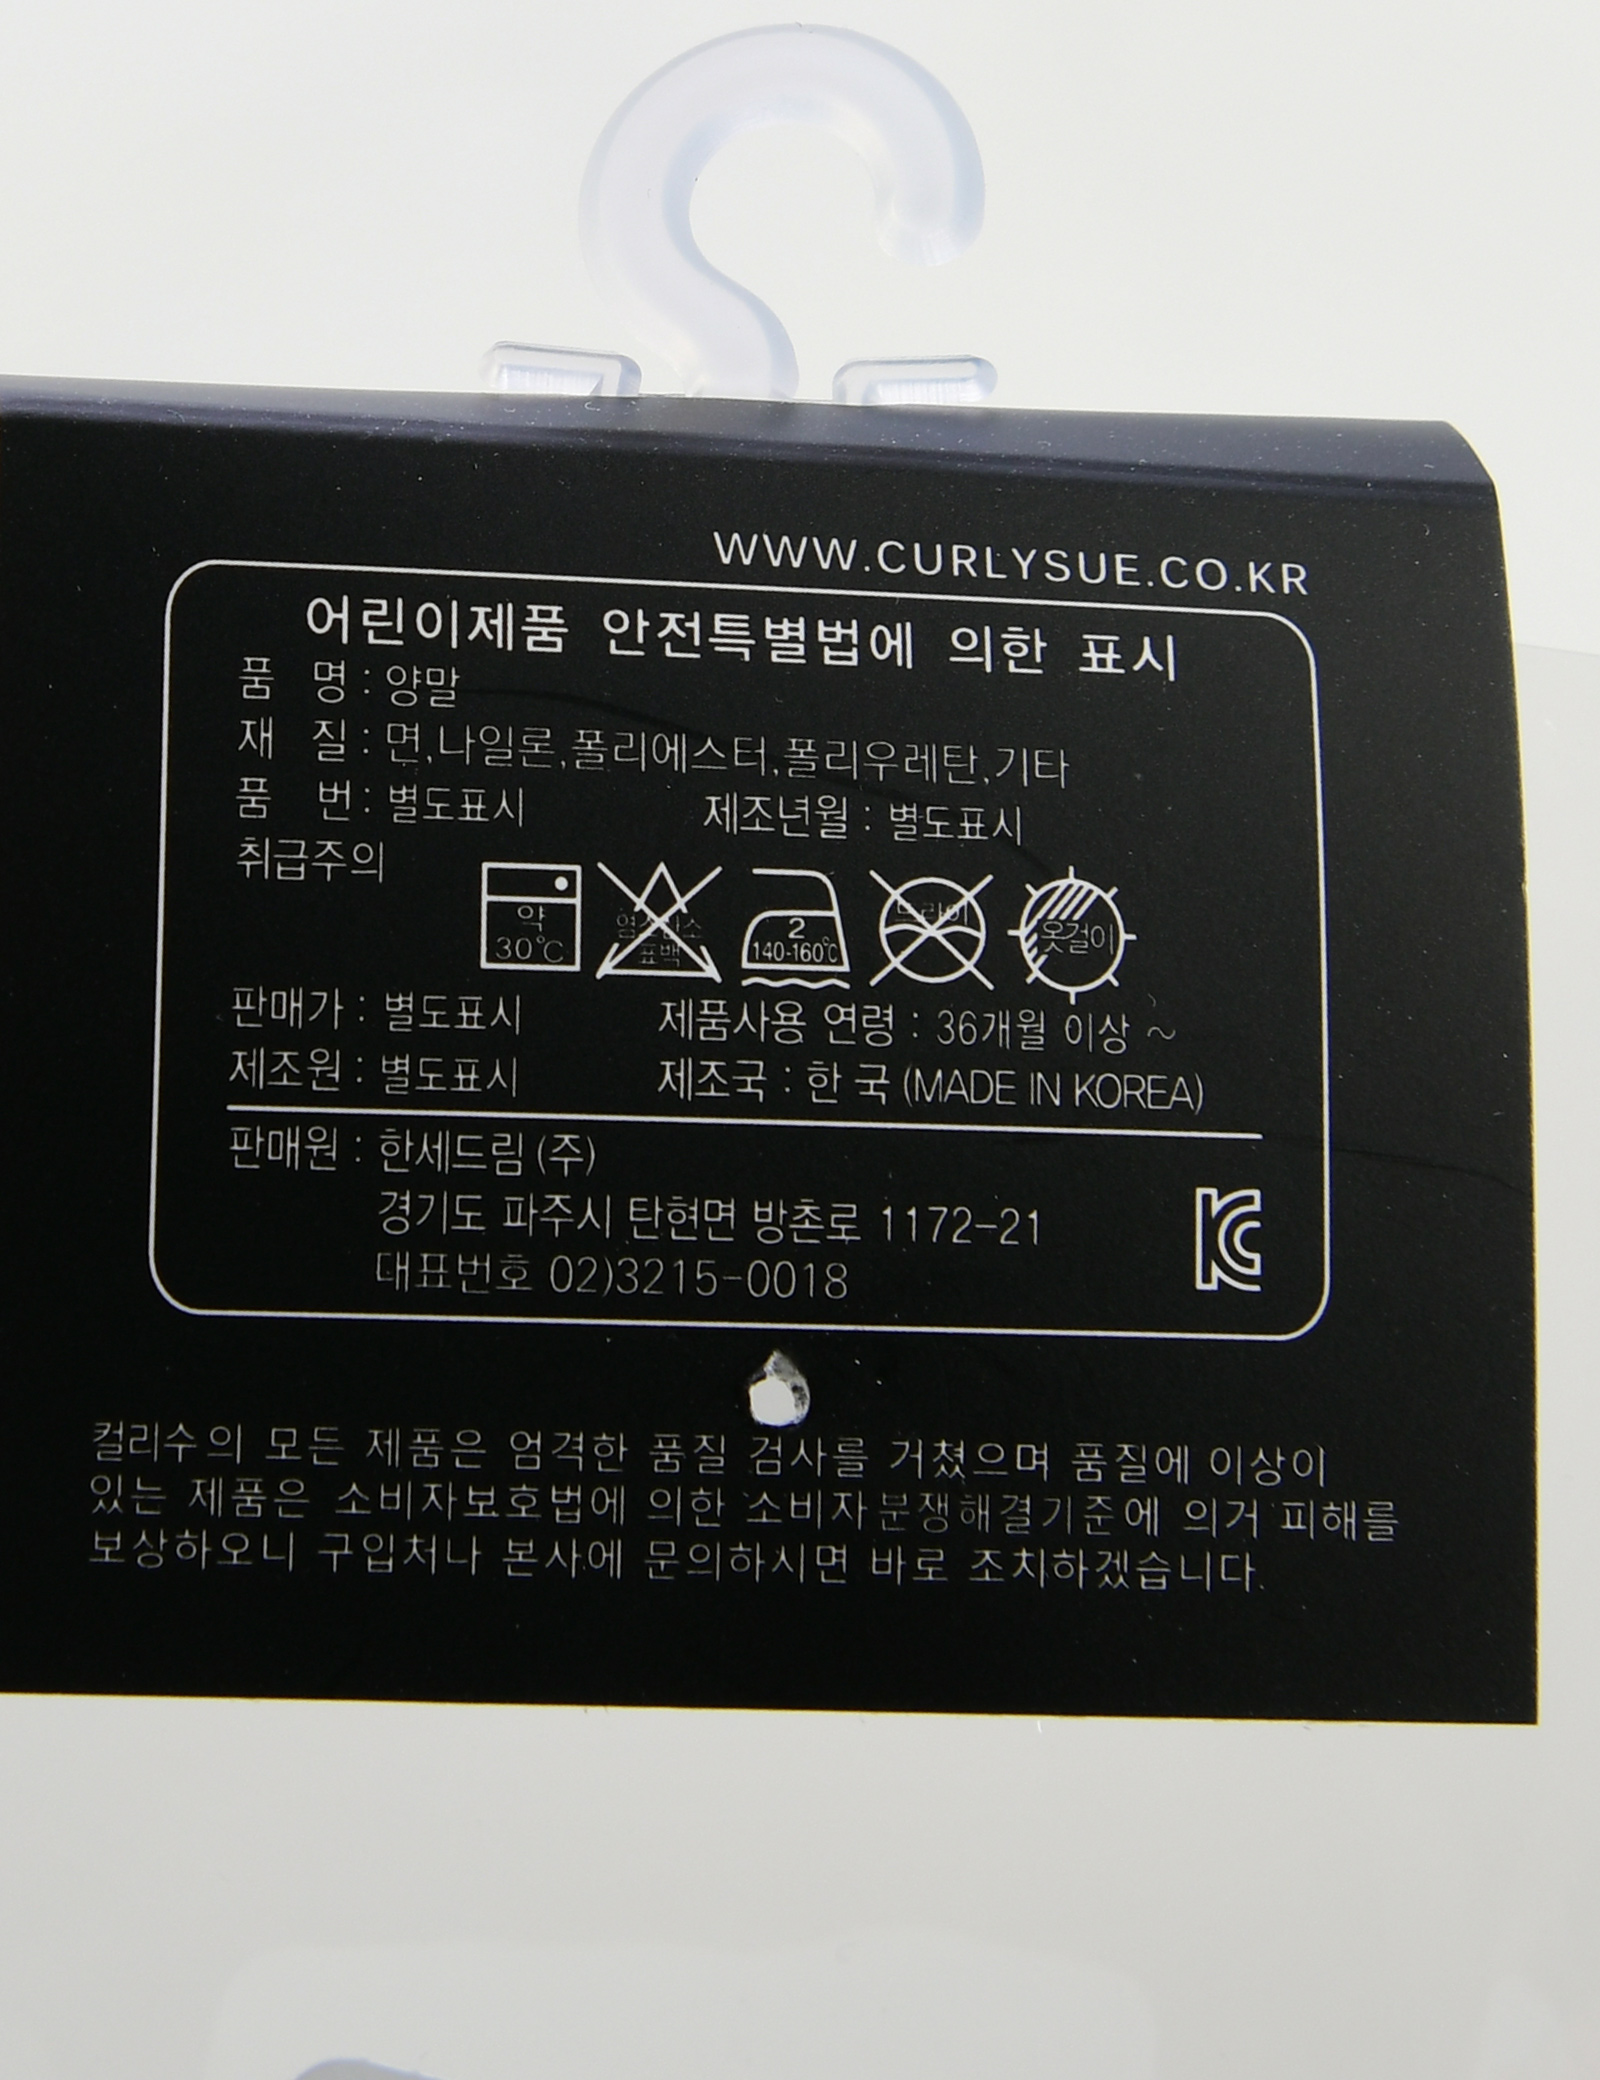 WWW.CURLYSUE.CO.KR
어린이제품 안전특별법에 의한 표시
품 명 : 양말
재 질 : 면,나일론,폴리에스터,폴리우레탄,기타
품 번 : 별도표시 제조년월 : 별도표시
취급주의
약 30℃
염소산소 표백
2 140-160℃
드라이
옷걸이
판매가 : 별도표시 제품사용 연령 : 36개월 이상 ~
제조원 : 별도표시 제조국 : 한 국 (MADE IN KOREA)
판매원 : 한세드림 (주)
경기도 파주시 탄현면 방촌로 1172-21
대표번호 02)3215-0018
KC
컬리수의 모든 제품은 엄격한 품질 검사를 거쳤으며 품질에 이상이
있는 제품은 소비자보호법에 의한 소비자분쟁해결기준에 의거 피해를
보상하오니 구입처나 본사에 문의하시면 바로 조치하겠습니다.